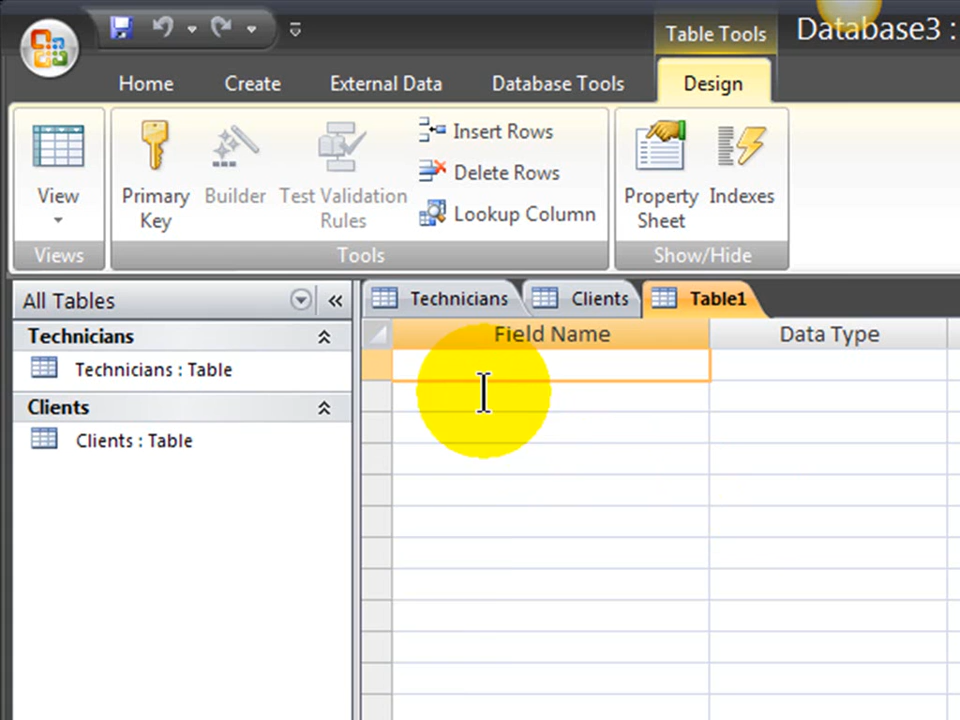 Table Tools
Database3 :
Home
Create
External Data
Database Tools
Design
View
Primary
Key
Builder
Test Validation
Rules
Insert Rows
Delete Rows
Lookup Column
Property
Sheet
Indexes
Views
Tools
Show/Hide
All Tables
Technicians
Technicians : Table
Clients
Clients : Table
Technicians
Clients
Table1
Field Name
Data Type